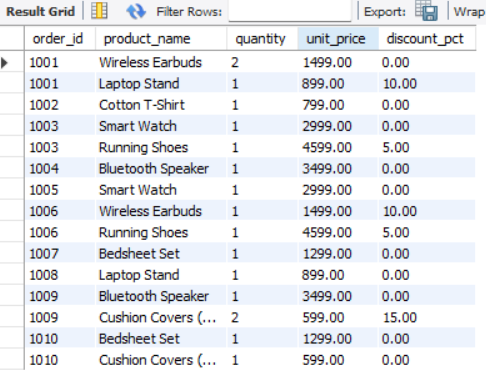 Result Grid Filter Rows: Export: Wrap
order_id product_name quantity unit_price discount_pct
1001 Wireless Earbuds 2 1499.00 0.00
1001 Laptop Stand 1 899.00 10.00
1002 Cotton T-Shirt 1 799.00 0.00
1003 Smart Watch 1 2999.00 0.00
1003 Running Shoes 1 4599.00 5.00
1004 Bluetooth Speaker 1 3499.00 0.00
1005 Smart Watch 1 2999.00 0.00
1006 Wireless Earbuds 1 1499.00 10.00
1006 Running Shoes 1 4599.00 5.00
1007 Bedsheet Set 1 1299.00 0.00
1008 Laptop Stand 1 899.00 0.00
1009 Bluetooth Speaker 1 3499.00 0.00
1009 Cushion Covers (... 2 599.00 15.00
1010 Bedsheet Set 1 1299.00 0.00
1010 Cushion Covers (... 1 599.00 0.00